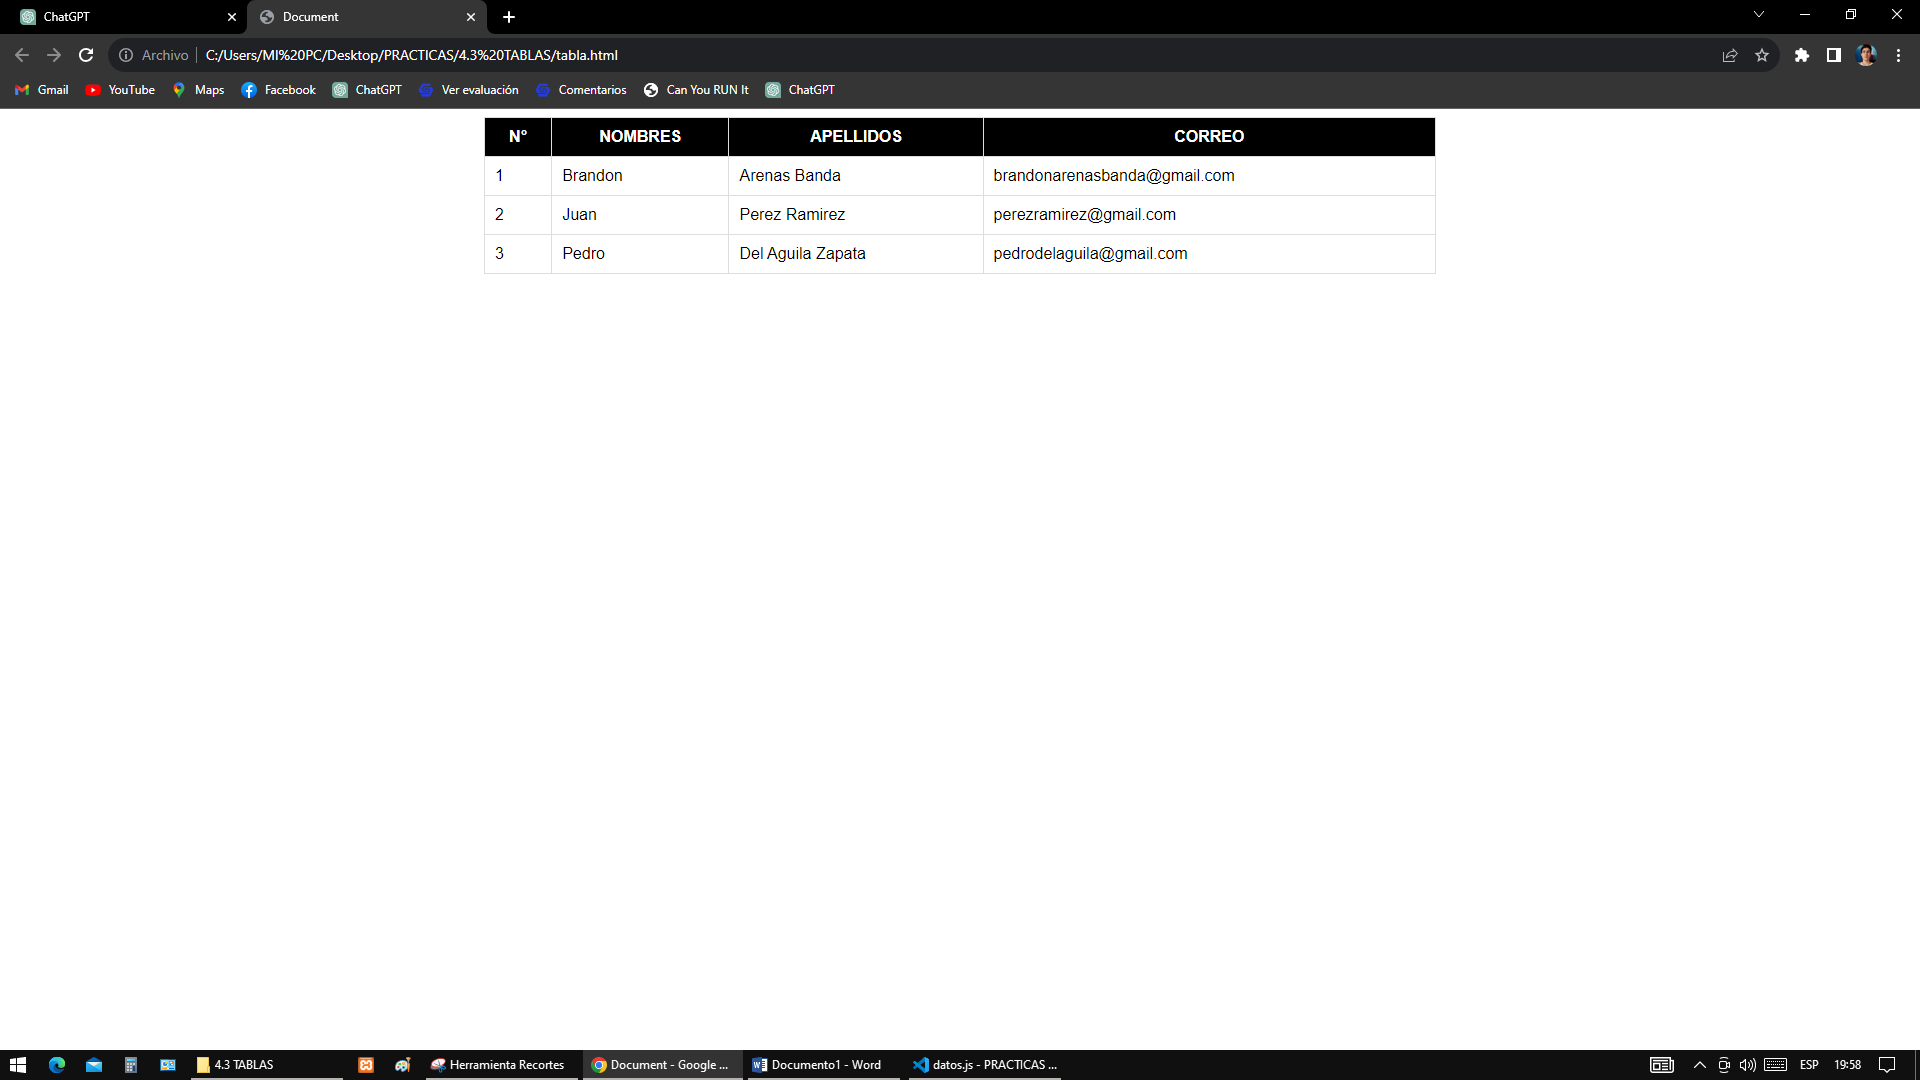 ChatGPT
Document
Archivo C:/Users/MI%20PC/Desktop/PRACTICAS/4.3%20TABLAS/tabla.html
Gmail YouTube Maps Facebook ChatGPT Ver evaluación Comentarios Can You RUN It ChatGPT
N° NOMBRES APELLIDOS CORREO
1 Brandon Arenas Banda brandonarenasbanda@gmail.com
2 Juan Perez Ramirez perezramirez@gmail.com
3 Pedro Del Aguila Zapata pedrodelaguila@gmail.com
4.3 TABLAS Herramienta Recortes Document - Google ... Documento1 - Word datos.js - PRACTICAS ... ESP 19:58